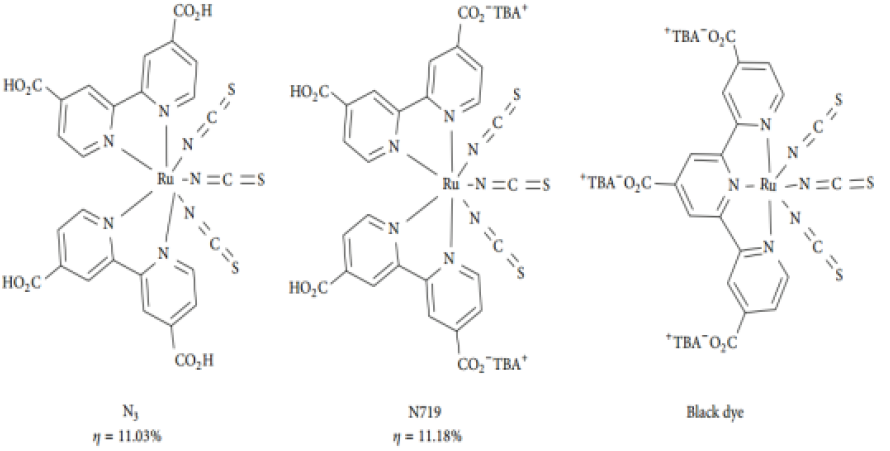 CO₂H
HO₂C
N
N
N=C=S
Ru
N=C=S
N=C=S
N
N
HO₂C
CO₂H
N₃
η = 11.03%
CO₂⁻TBA⁺
HO₂C
N
N
N=C=S
Ru
N=C=S
N=C=S
N
N
HO₂C
CO₂⁻TBA⁺
N719
η = 11.18%
⁺TBA⁻O₂C
N
N=C=S
⁺TBA⁻O₂C
N
Ru
N=C=S
N=C=S
N
⁺TBA⁻O₂C
Black dye